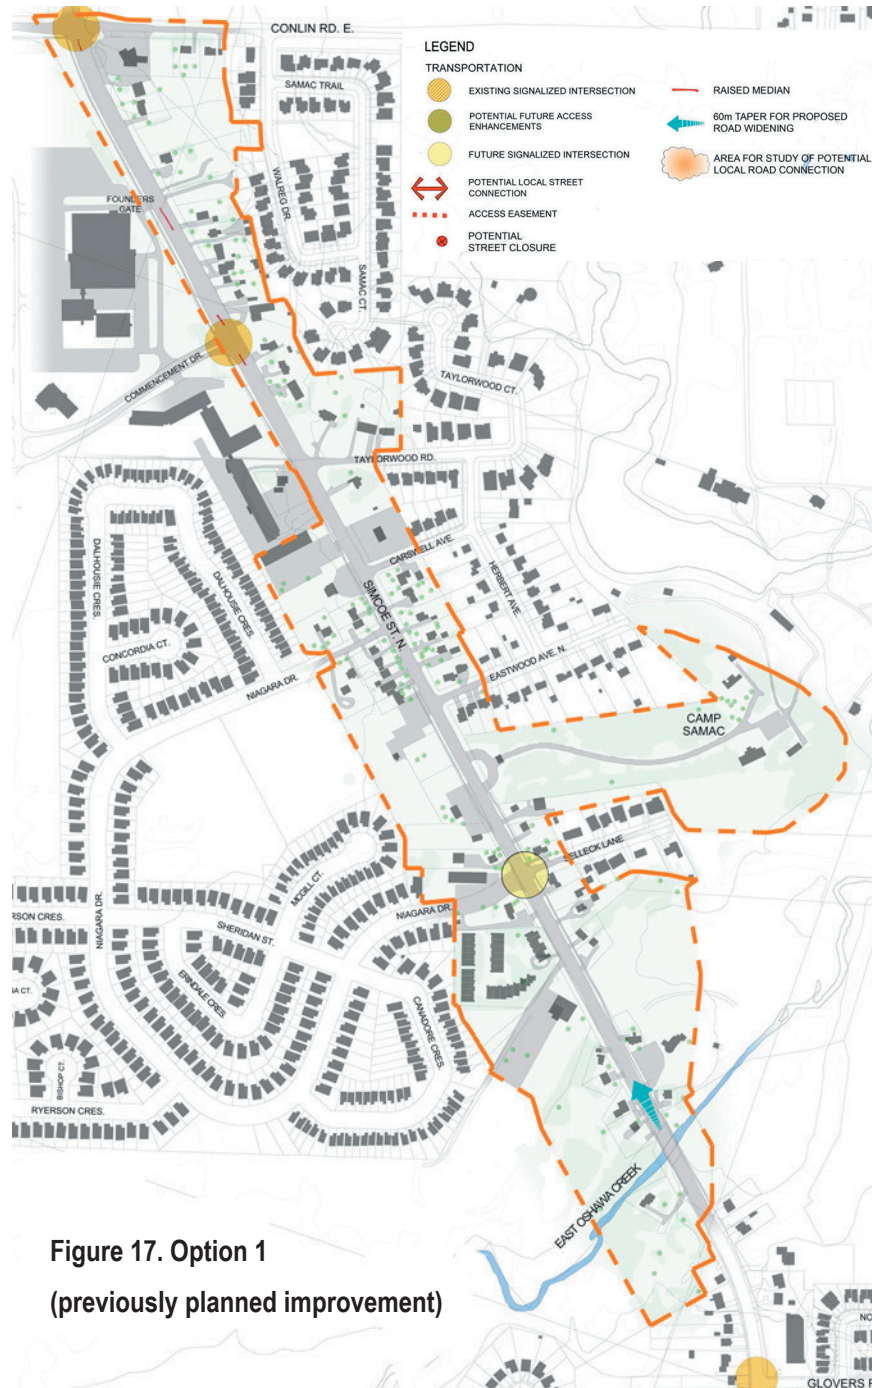 CONLIN RD. E.
LEGEND
TRANSPORTATION
EXISTING SIGNALIZED INTERSECTION
POTENTIAL FUTURE ACCESS
ENHANCEMENTS
FUTURE SIGNALIZED INTERSECTION
POTENTIAL LOCAL STREET
CONNECTION
ACCESS EASEMENT
POTENTIAL
STREET CLOSURE
RAISED MEDIAN
60m TAPER FOR PROPOSED
ROAD WIDENING
AREA FOR STUDY OF POTENTIAL
LOCAL ROAD CONNECTION
SAMAC TRAIL
WALREG DR.
FOUNDERS
GATE
SAMAC CT.
COMMENCEMENT DR.
TAYLORWOOD CT.
TAYLORWOOD RD.
DALHOUSIE CRES.
DALHOUSIE CRES.
CARSWELL AVE.
HERBERT AVE.
SIMCOE ST. N.
CONCORDIA CT.
EASTWOOD AVE. N.
NIAGARA DR.
CAMP
SAMAC
SELLECK LANE
MCGILL CT.
NIAGARA DR.
RSON CRES.
NIAGARA DR.
SHERIDAN ST.
ERINDALE CRES.
CANADORE CRES.
A CT.
BISHOP CT.
RYERSON CRES.
EAST OSHAWA CREEK
Figure 17. Option 1
(previously planned improvement)
NO
GLOVERS R